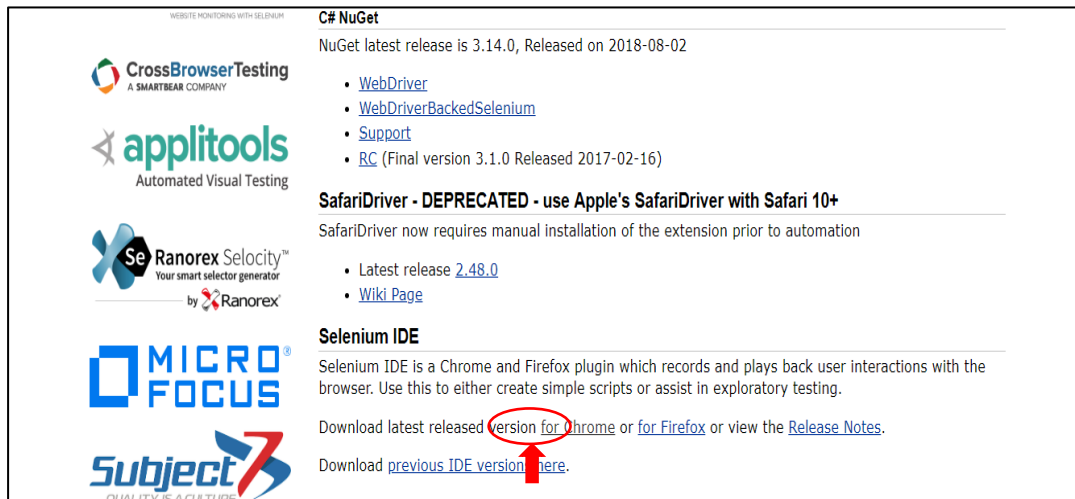 WEBSITE MONITORING WITH SELENIUM
CrossBrowserTesting
A SMARTBEAR COMPANY
applitools
Automated Visual Testing
Se Ranorex Selocity™
Your smart selector generator
by Ranorex®
MICRO®
FOCUS
Subject7
QUALITY IS A CULTURE
C# NuGet
NuGet latest release is 3.14.0, Released on 2018-08-02
• WebDriver
• WebDriverBackedSelenium
• Support
• RC (Final version 3.1.0 Released 2017-02-16)
SafariDriver - DEPRECATED - use Apple's SafariDriver with Safari 10+
SafariDriver now requires manual installation of the extension prior to automation
• Latest release 2.48.0
• Wiki Page
Selenium IDE
Selenium IDE is a Chrome and Firefox plugin which records and plays back user interactions with the
browser. Use this to either create simple scripts or assist in exploratory testing.
Download latest released version for Chrome or for Firefox or view the Release Notes.
Download previous IDE versions here.